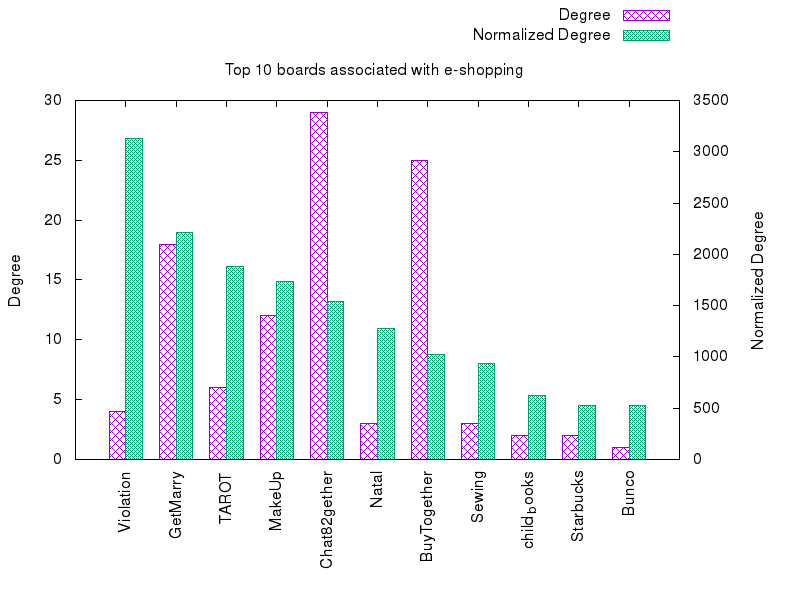 Degree
Normalized Degree
Top 10 boards associated with e-shopping
30
25
20
15
10
5
0
3500
3000
2500
2000
1500
1000
500
0
Degree
Normalized Degree
Violation
GetMarry
TAROT
MakeUp
Chat82gether
Natal
BuyTogether
Sewing
child_books
Starbucks
Bunco